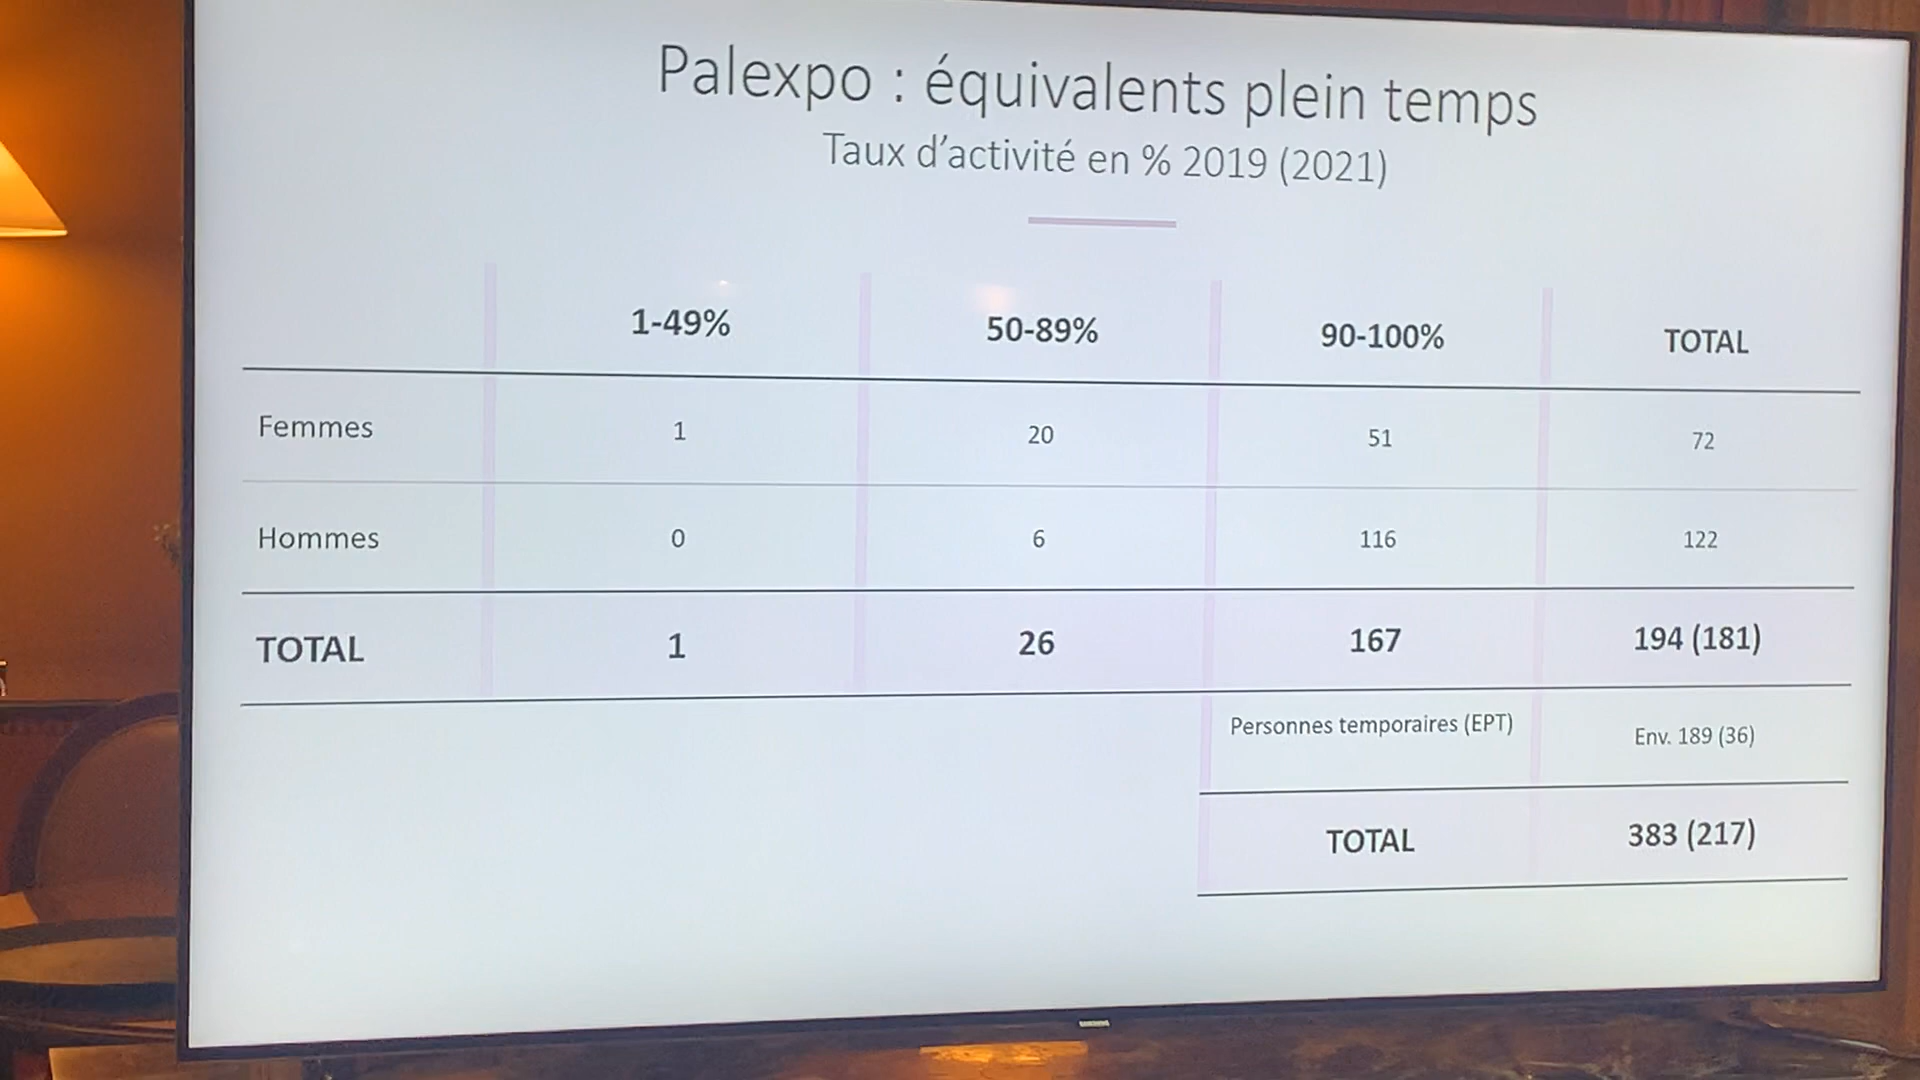 Palexpo : équivalents plein temps
Taux d'activité en % 2019 (2021)
1-49% 50-89% 90-100% TOTAL
Femmes 1 20 51 72
Hommes 0 6 116 122
TOTAL 1 26 167 194 (181)
Personnes temporaires (EPT) Env. 189 (36)
TOTAL 383 (217)
SAMSUNG